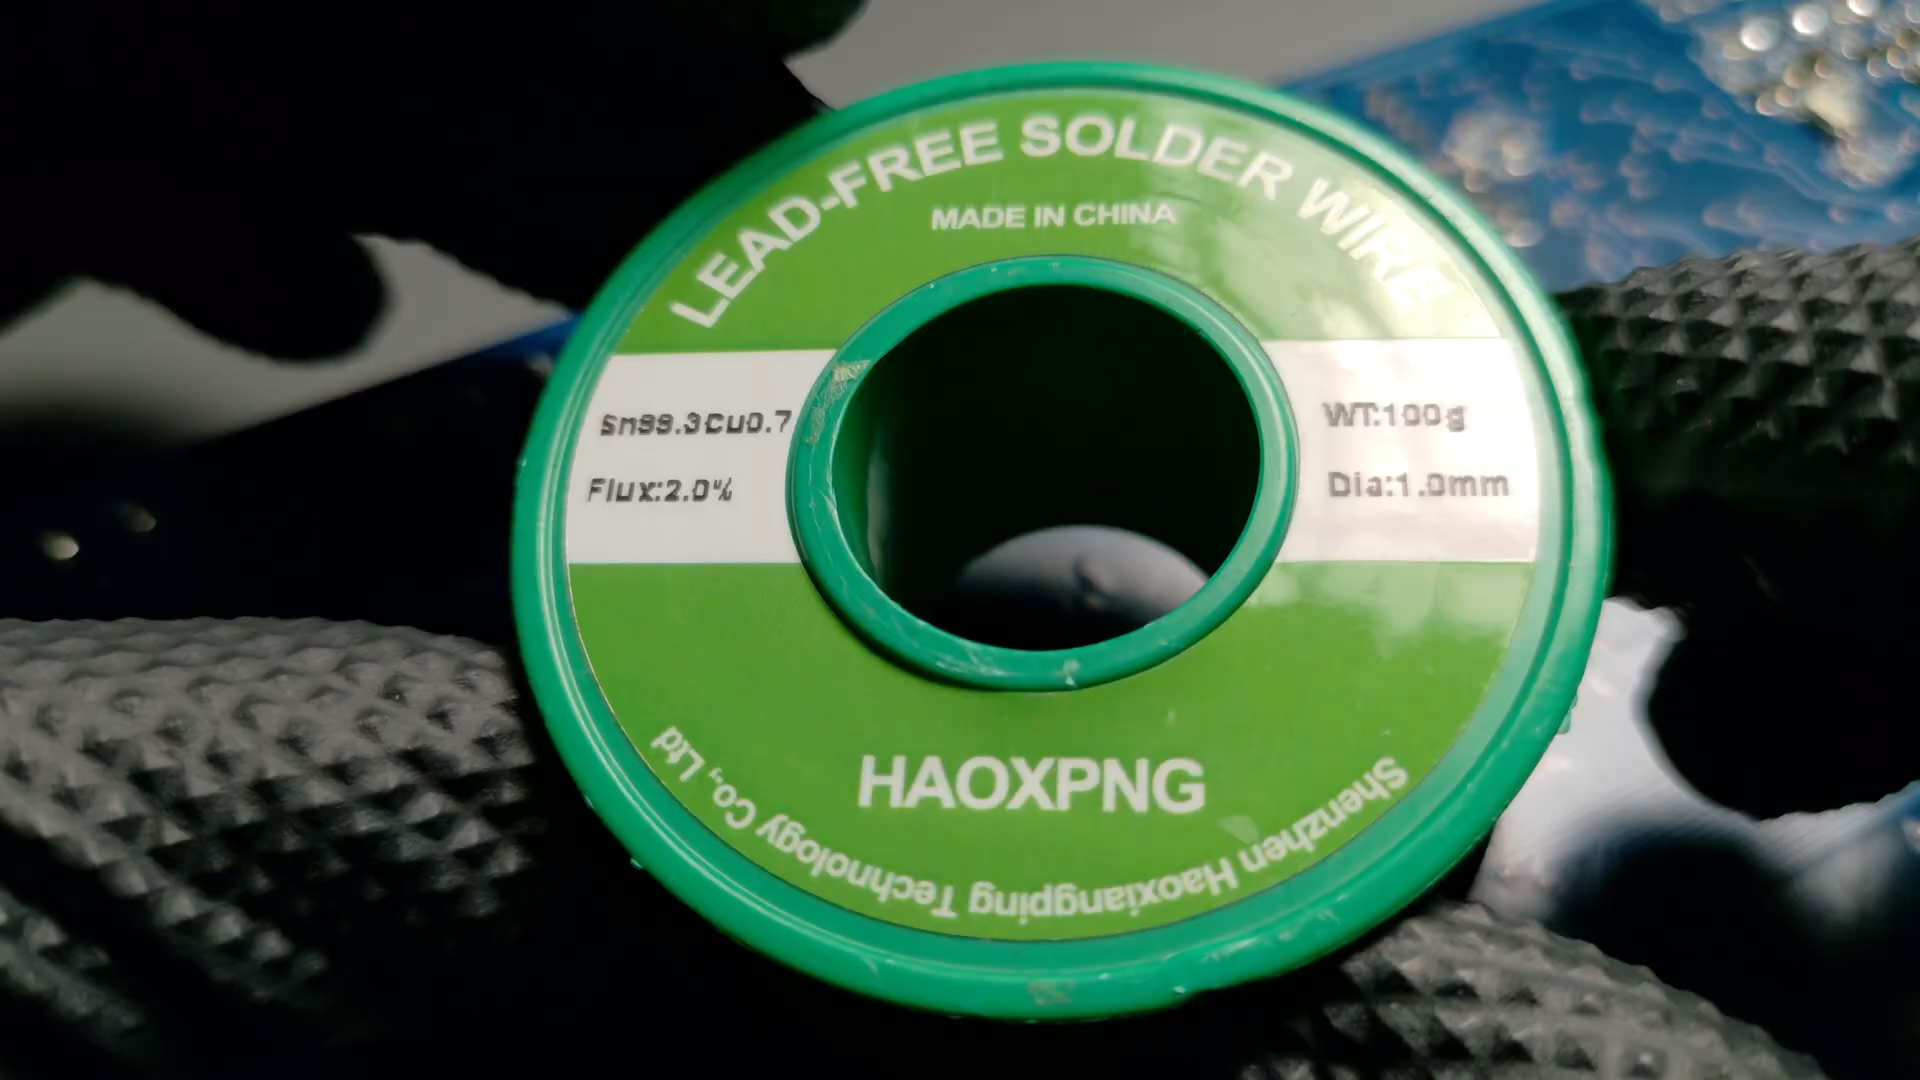 LEAD-FREE SOLDER WIRE
MADE IN CHINA
Sn99.3Cu0.7
Flux:2.0%
WT:100g
Dia:1.0mm
HAOXPNG
Shenzhen Haoxiangping Technology Co., Ltd